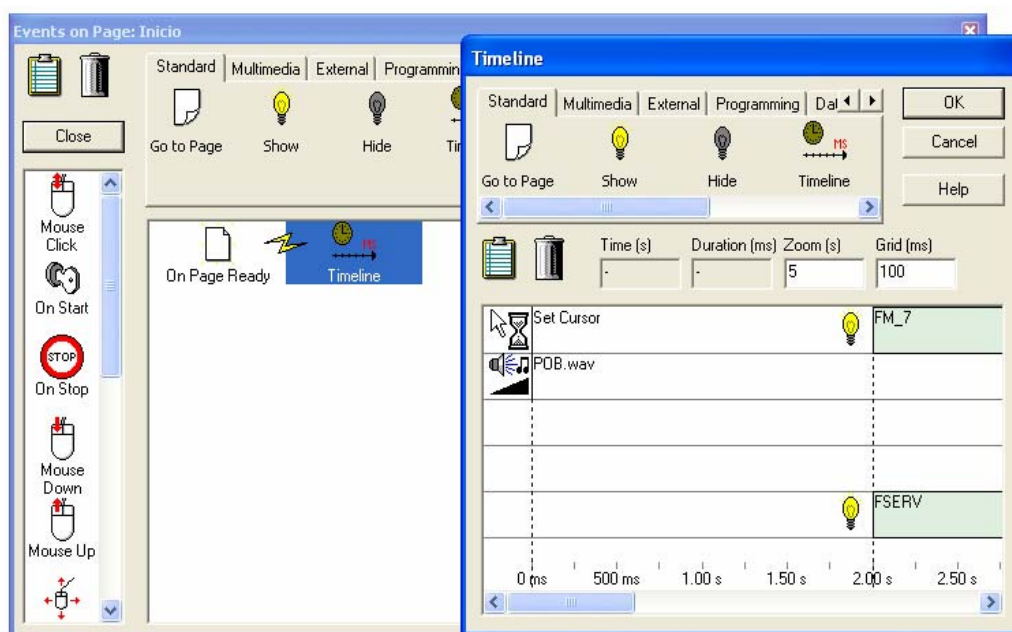 Events on Page: Inicio
Standard
Multimedia
External
Programmin
Close
Go to Page
Show
Hide
Mouse
Click
On Start
STOP
On Stop
Mouse
Down
Mouse Up
MS
On Page Ready
Timeline
Timeline
Standard
Multimedia
External
Programming
OK
Cancel
Help
MS
Go to Page
Show
Hide
Timeline
Time (s)
Duration (ms)
Zoom (s)
Grid (ms)
-
-
5
100
Set Cursor
FM_7
POB.wav
FSERV
0 ms
500 ms
1.00 s
1.50 s
2.00 s
2.50 s